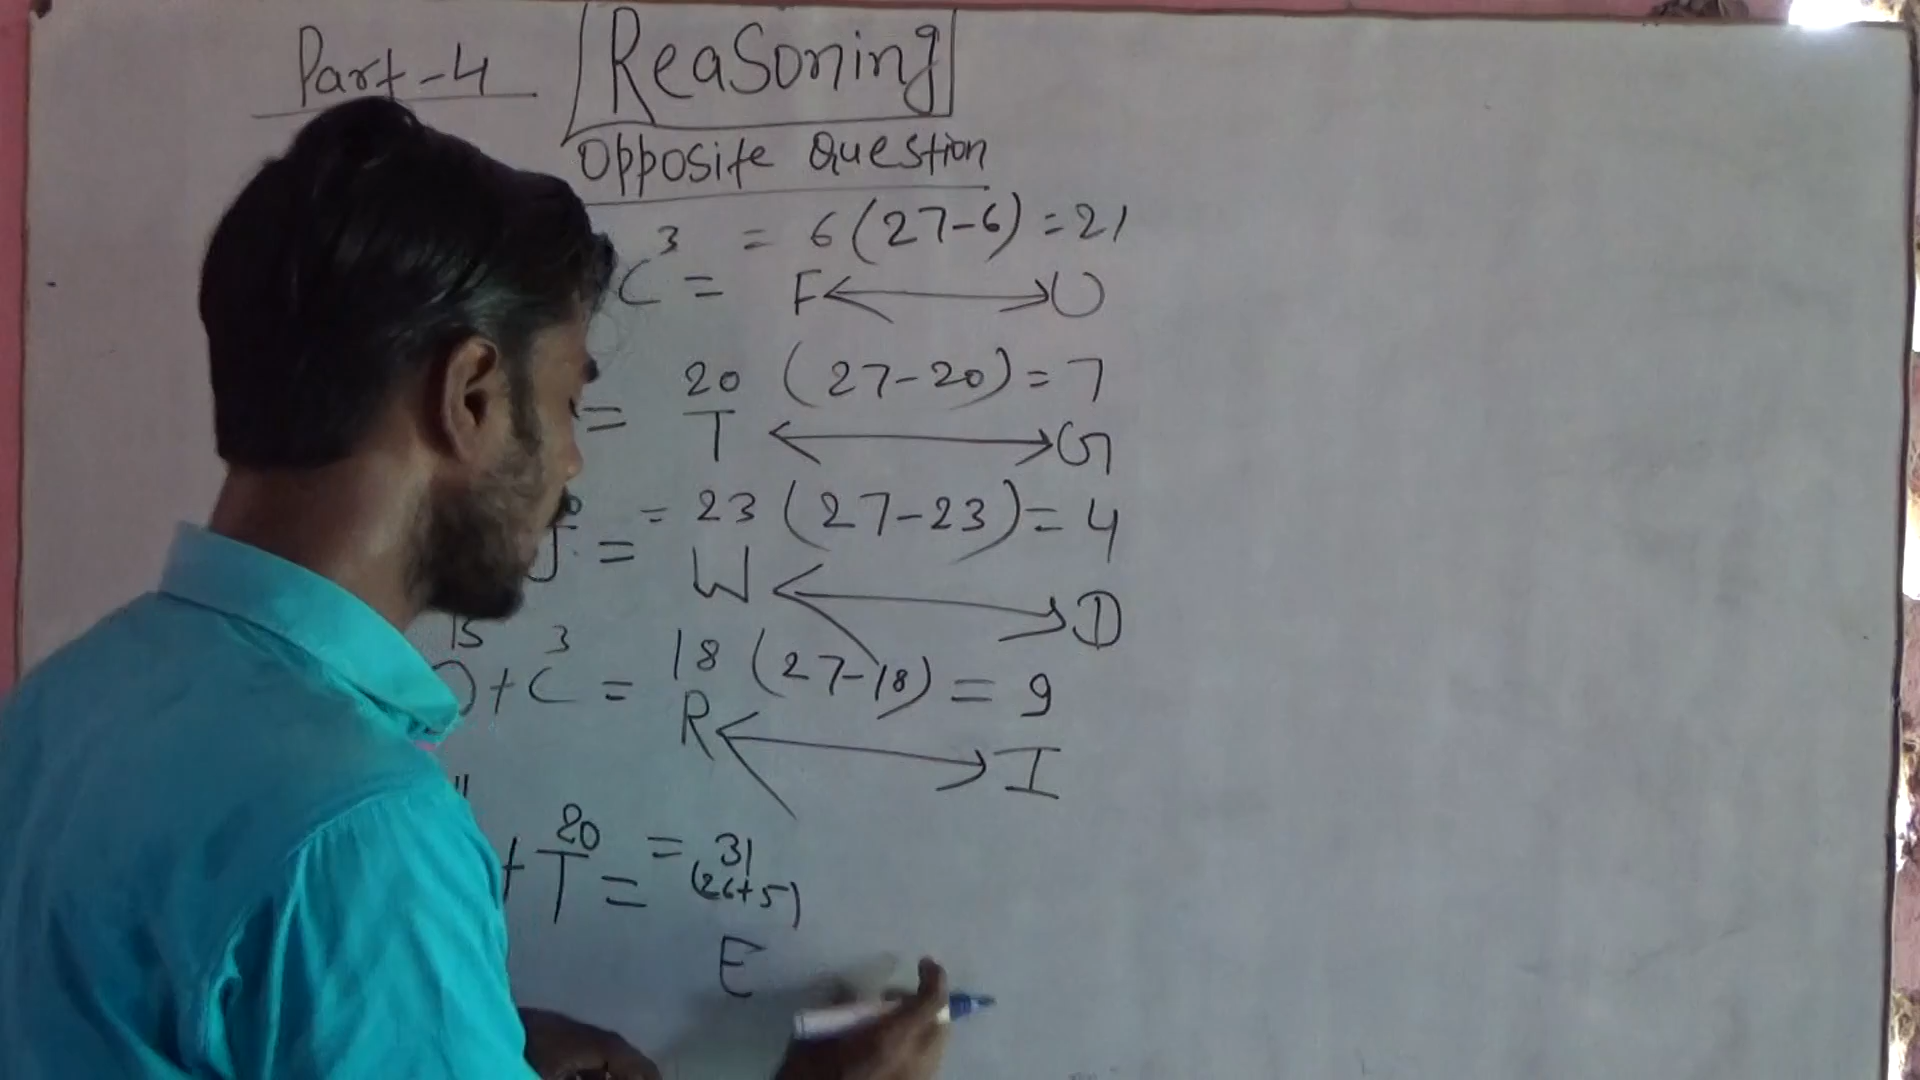 Part-4 Reasoning
Opposite Question
3 = 6 (27-6) = 21
C = F U
20 (27-20) = 7
= T G
= 23 (27-23) = 4
J = W D
15 3 18 (27-18) = 9
O + C = R I
11 20 = 31
+ T = (26+5)
E